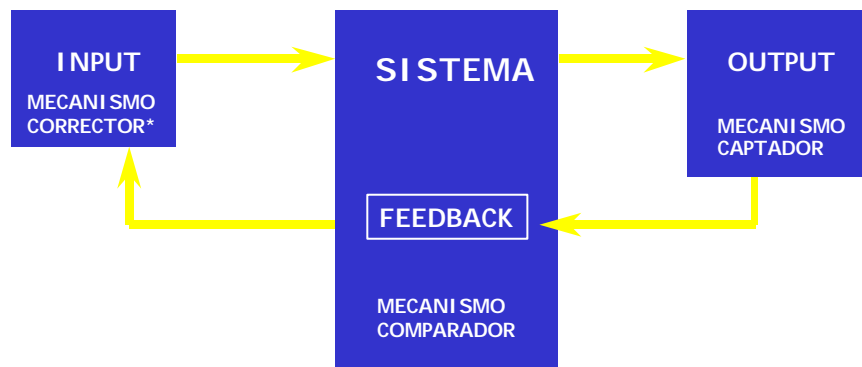 INPUT
MECANISMO
CORRECTOR*
SISTEMA
FEEDBACK
MECANISMO
COMPARADOR
OUTPUT
MECANISMO
CAPTADOR